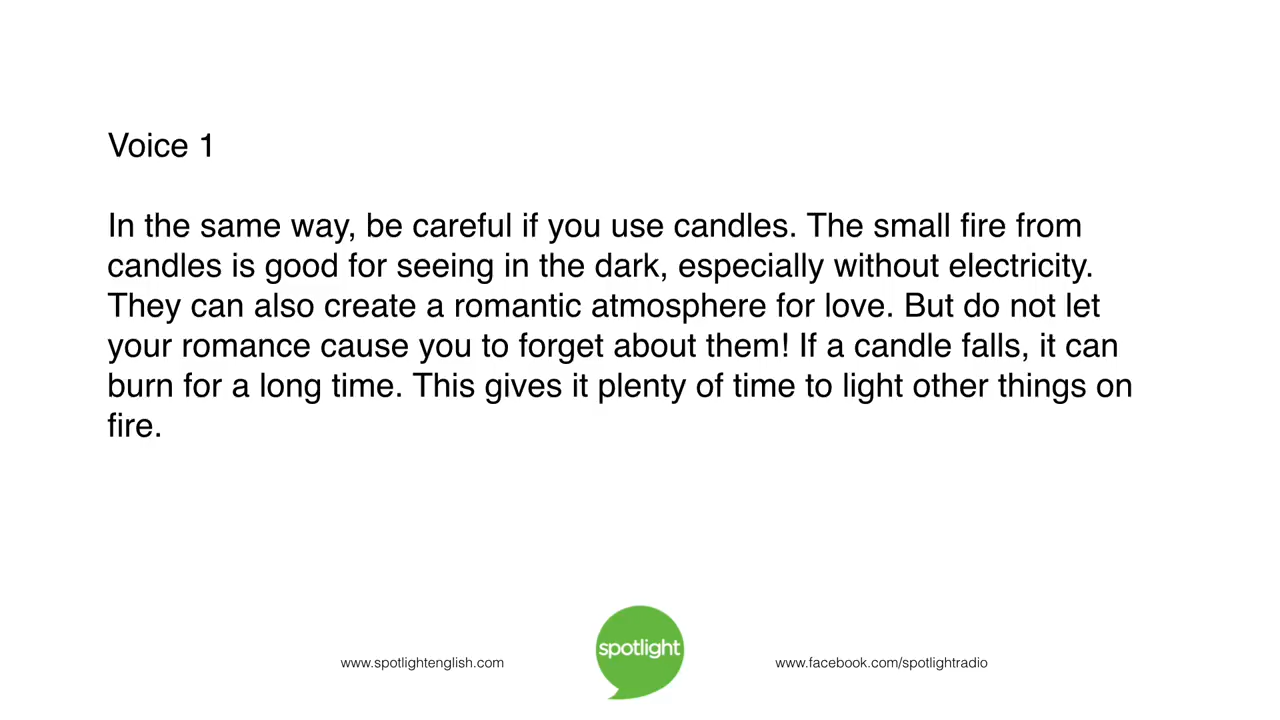 Voice 1
In the same way, be careful if you use candles. The small fire from
candles is good for seeing in the dark, especially without electricity.
They can also create a romantic atmosphere for love. But do not let
your romance cause you to forget about them! If a candle falls, it can
burn for a long time. This gives it plenty of time to light other things on
fire.
www.spotlightenglish.com
spotlight
www.facebook.com/spotlightradio